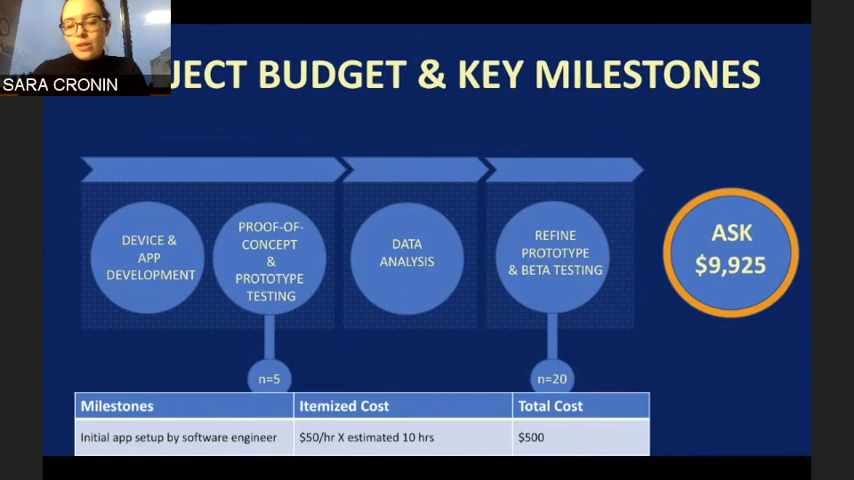 SARA CRONIN
JECT BUDGET & KEY MILESTONES
DEVICE &
APP
DEVELOPMENT
PROOF-OF-
CONCEPT
&
PROTOTYPE
TESTING
DATA
ANALYSIS
REFINE
PROTOTYPE
& BETA TESTING
ASK
$9,925
n=5
n=20
Milestones Itemized Cost Total Cost
Initial app setup by software engineer $50/hr X estimated 10 hrs $500